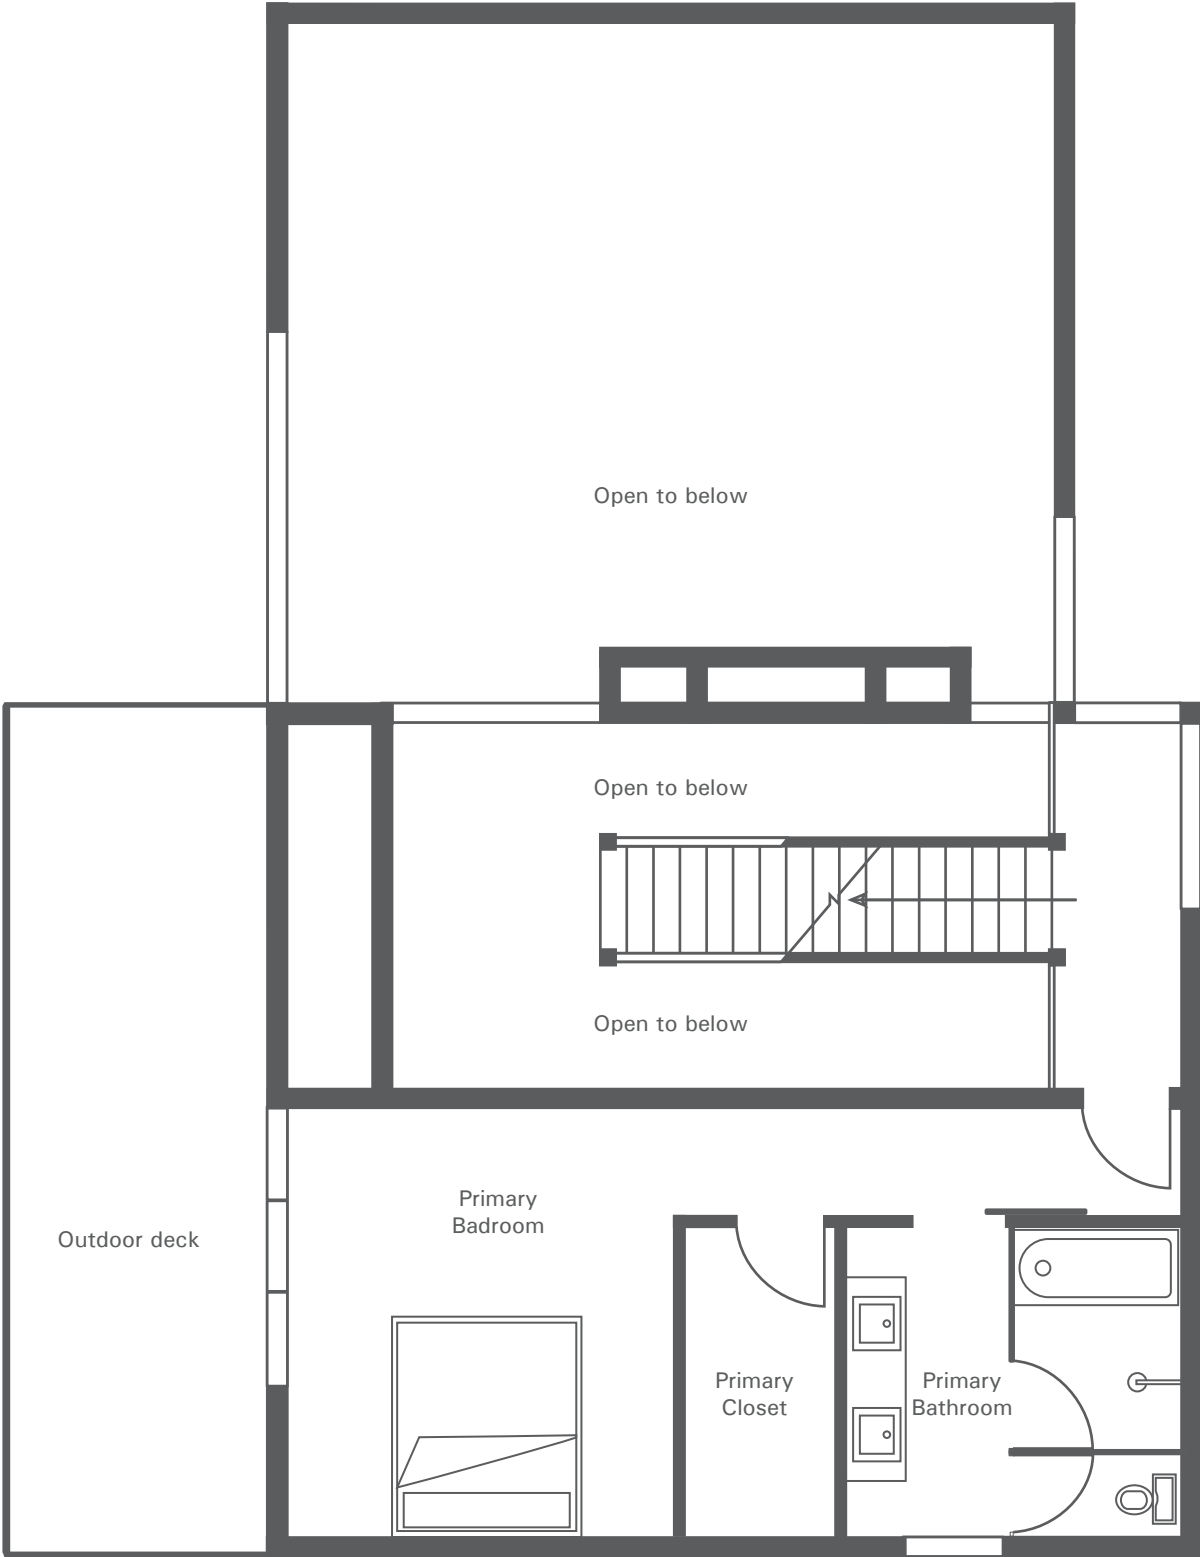 Open to below
Open to below
Open to below
Primary
Badroom
Outdoor deck
Primary
Closet
Primary
Bathroom